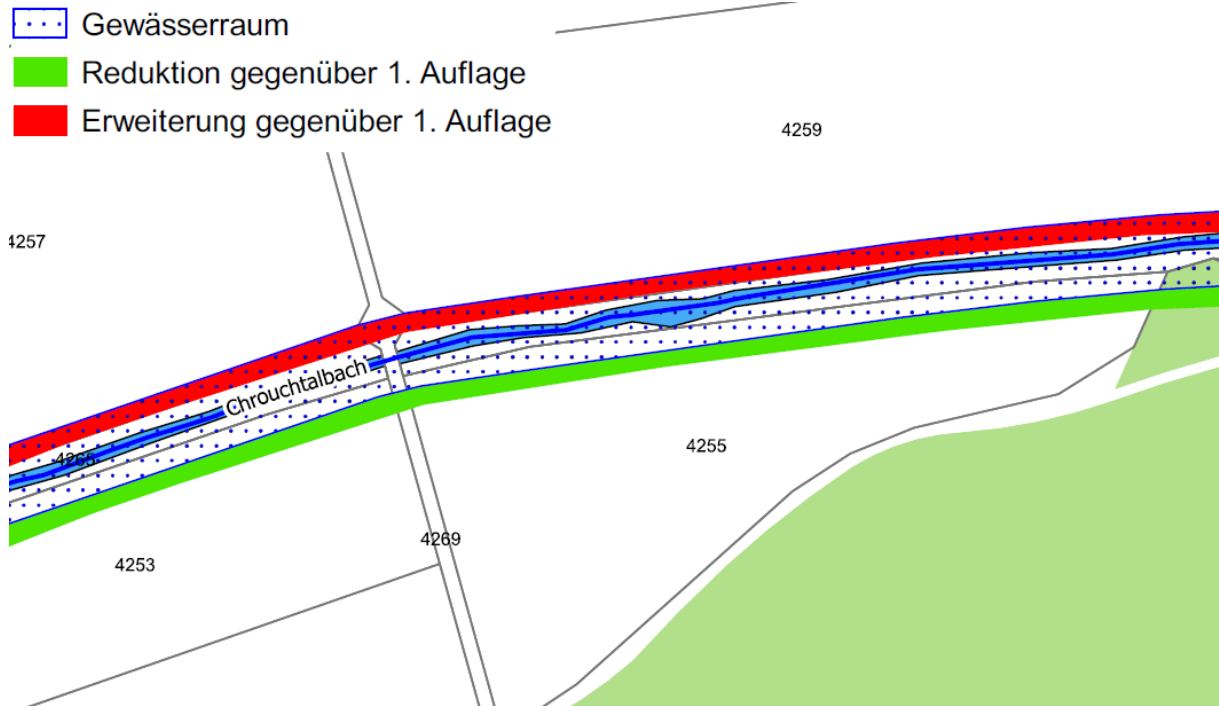 Gewässerraum
Reduktion gegenüber 1. Auflage
Erweiterung gegenüber 1. Auflage
4259
4257
Chrouchtalbach
4265
4255
4269
4253